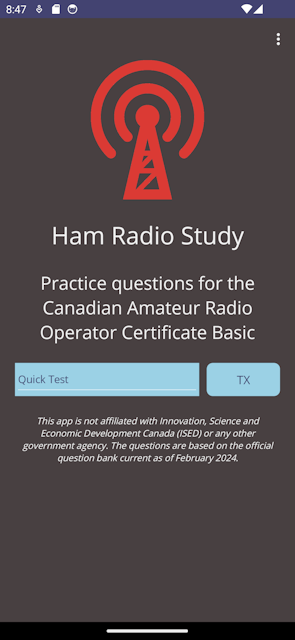 8:47
Ham Radio Study
Practice questions for the
Canadian Amateur Radio
Operator Certificate Basic
Quick Test
TX
This app is not affiliated with Innovation, Science and
Economic Development Canada (ISED) or any other
government agency. The questions are based on the official
question bank current as of February 2024.